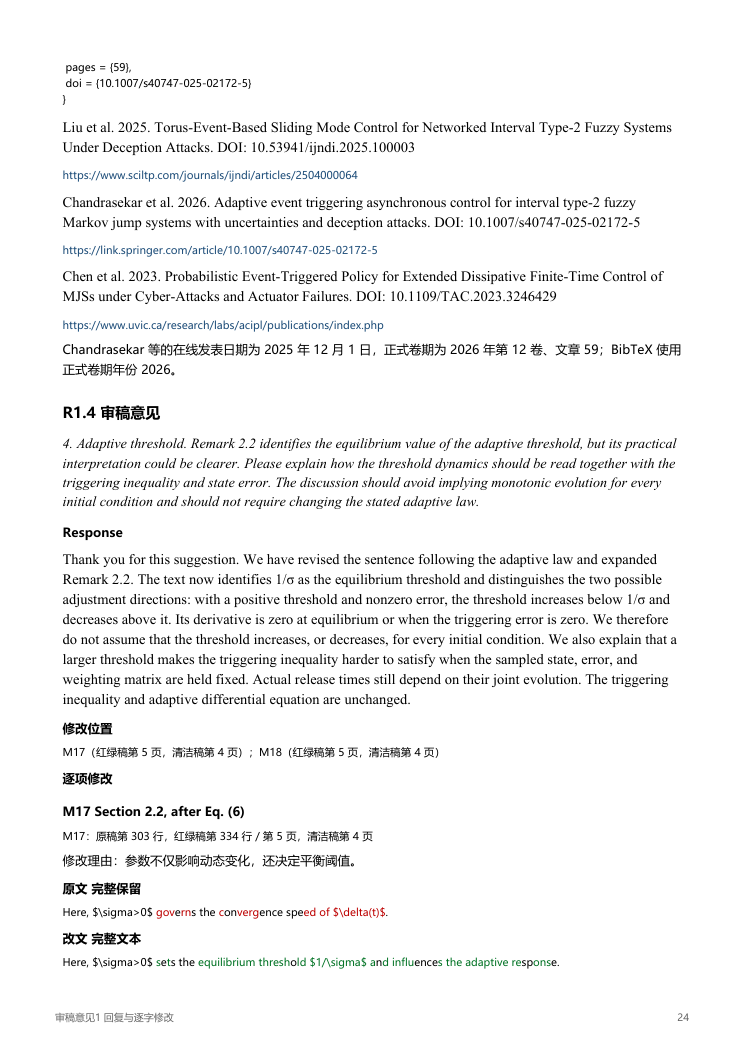 pages = {59},
doi = {10.1007/s40747-025-02172-5}
}
Liu et al. 2025. Torus-Event-Based Sliding Mode Control for Networked Interval Type-2 Fuzzy Systems
Under Deception Attacks. DOI: 10.53941/ijndi.2025.100003
https://www.sciltp.com/journals/ijndi/articles/2504000064
Chandrasekar et al. 2026. Adaptive event triggering asynchronous control for interval type-2 fuzzy
Markov jump systems with uncertainties and deception attacks. DOI: 10.1007/s40747-025-02172-5
https://link.springer.com/article/10.1007/s40747-025-02172-5
Chen et al. 2023. Probabilistic Event-Triggered Policy for Extended Dissipative Finite-Time Control of
MJSs under Cyber-Attacks and Actuator Failures. DOI: 10.1109/TAC.2023.3246429
https://www.uvic.ca/research/labs/acipl/publications/index.php
Chandrasekar 等的在线发表日期为 2025 年 12 月 1 日，正式卷期为 2026 年第 12 卷、文章 59；BibTeX 使用
正式卷期年份 2026。
R1.4 审稿意见
4. Adaptive threshold. Remark 2.2 identifies the equilibrium value of the adaptive threshold, but its practical
interpretation could be clearer. Please explain how the threshold dynamics should be read together with the
triggering inequality and state error. The discussion should avoid implying monotonic evolution for every
initial condition and should not require changing the stated adaptive law.
Response
Thank you for this suggestion. We have revised the sentence following the adaptive law and expanded
Remark 2.2. The text now identifies 1/σ as the equilibrium threshold and distinguishes the two possible
adjustment directions: with a positive threshold and nonzero error, the threshold increases below 1/σ and
decreases above it. Its derivative is zero at equilibrium or when the triggering error is zero. We therefore
do not assume that the threshold increases, or decreases, for every initial condition. We also explain that a
larger threshold makes the triggering inequality harder to satisfy when the sampled state, error, and
weighting matrix are held fixed. Actual release times still depend on their joint evolution. The triggering
inequality and adaptive differential equation are unchanged.
修改位置
M17（红绿稿第 5 页，清洁稿第 4 页）；M18（红绿稿第 5 页，清洁稿第 4 页）
逐项修改
M17 Section 2.2, after Eq. (6)
M17：原稿第 303 行，红绿稿第 334 行 / 第 5 页，清洁稿第 4 页
修改理由：参数不仅影响动态变化，还决定平衡阈值。
原文 完整保留
Here, $\sigma>0$ governs the convergence speed of $\delta(t)$.
改文 完整文本
Here, $\sigma>0$ sets the equilibrium threshold $1/\sigma$ and influences the adaptive response.
审稿意见1 回复与逐字修改
24